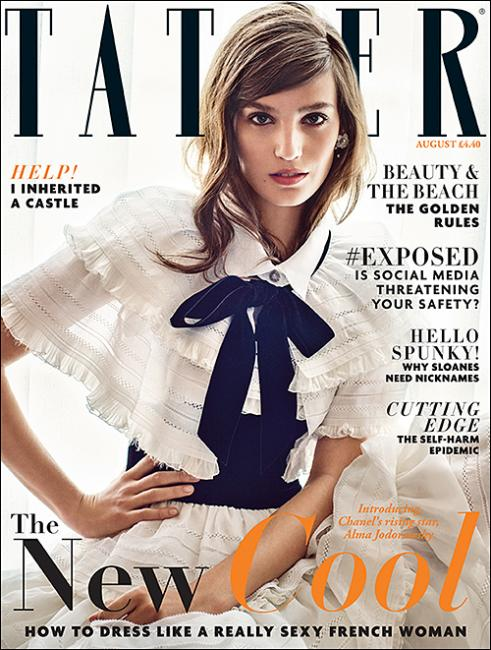 TATLER
AUGUST £4.40
HELP!
I INHERITED
A CASTLE
BEAUTY &
THE BEACH
THE GOLDEN
RULES
#EXPOSED
IS SOCIAL MEDIA
THREATENING
YOUR SAFETY?
HELLO
SPUNKY!
WHY SLOANES
NEED NICKNAMES
CUTTING
EDGE
THE SELF-HARM
EPIDEMIC
Introducing
Chanel's rising star,
Alma Jodorowsky
The
New Cool
HOW TO DRESS LIKE A REALLY SEXY FRENCH WOMAN